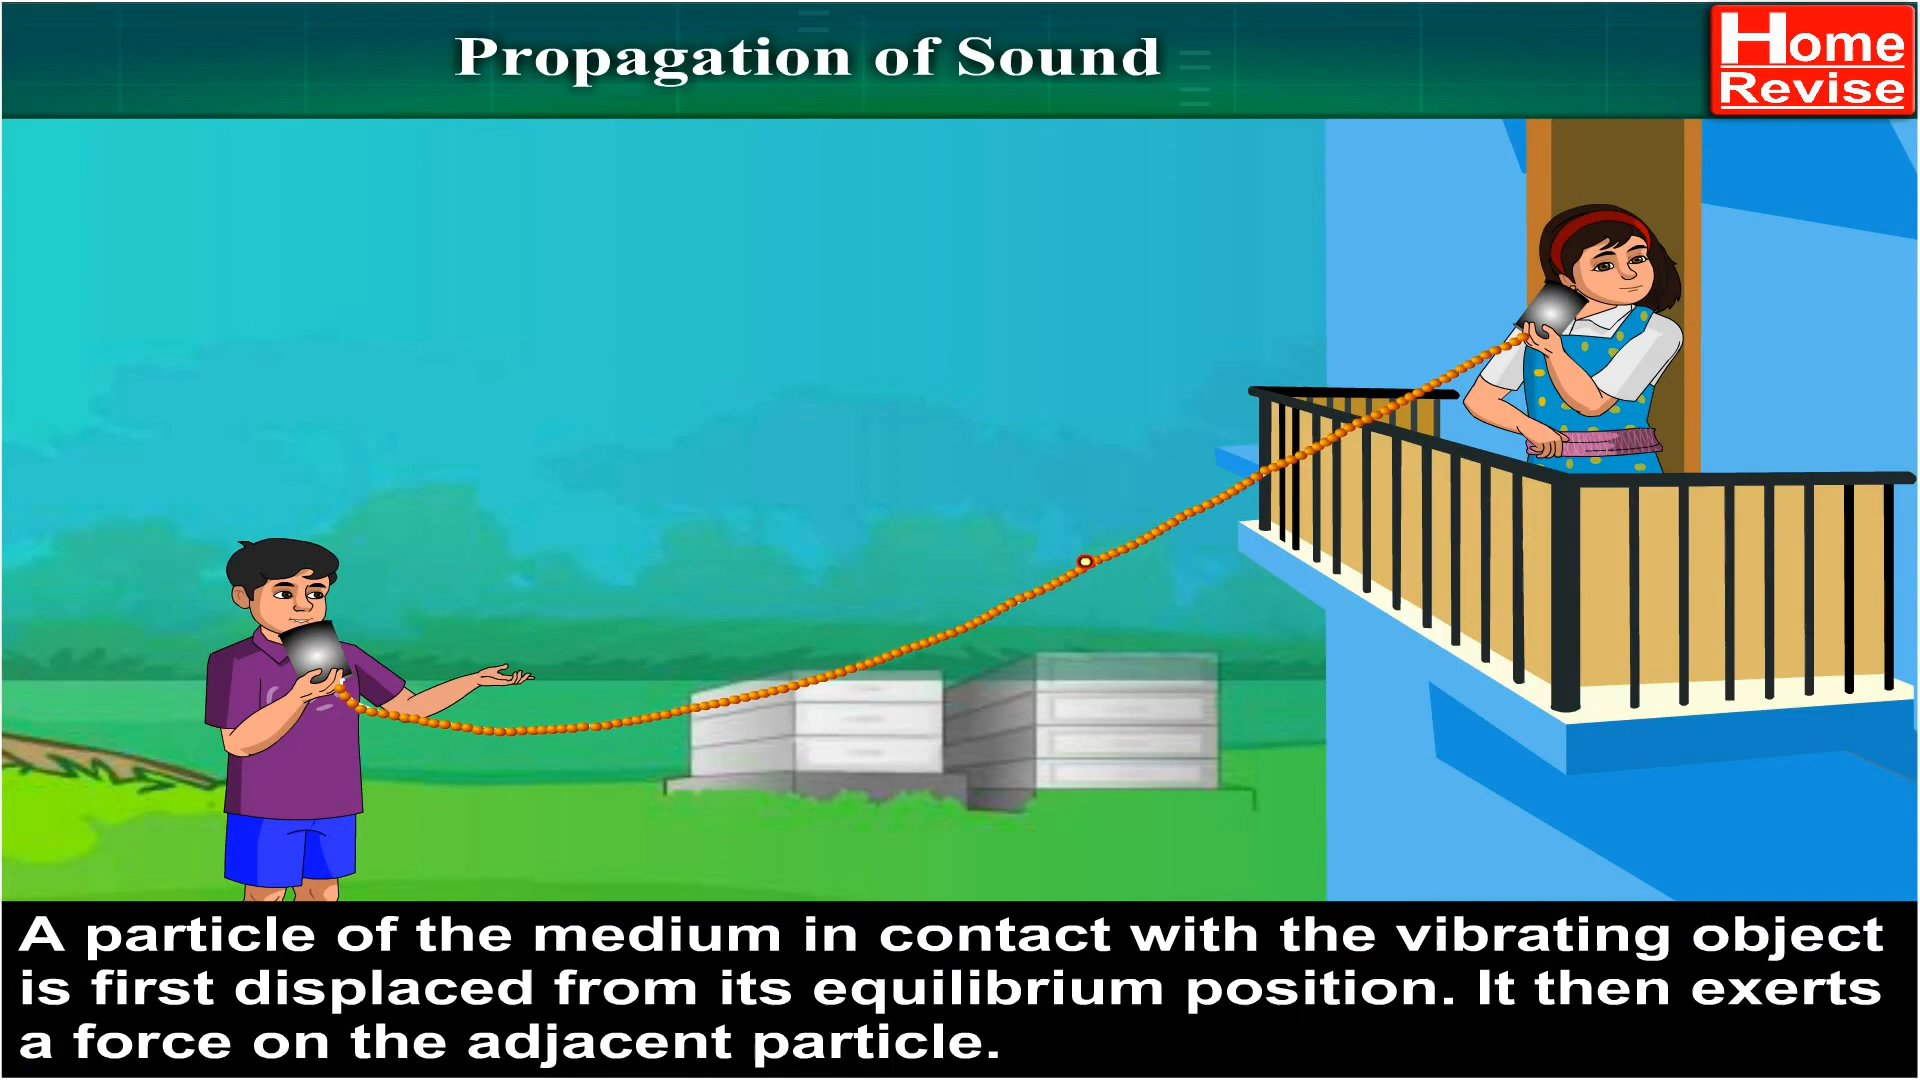 Propagation of Sound
Home
Revise
A particle of the medium in contact with the vibrating object
is first displaced from its equilibrium position. It then exerts
a force on the adjacent particle.